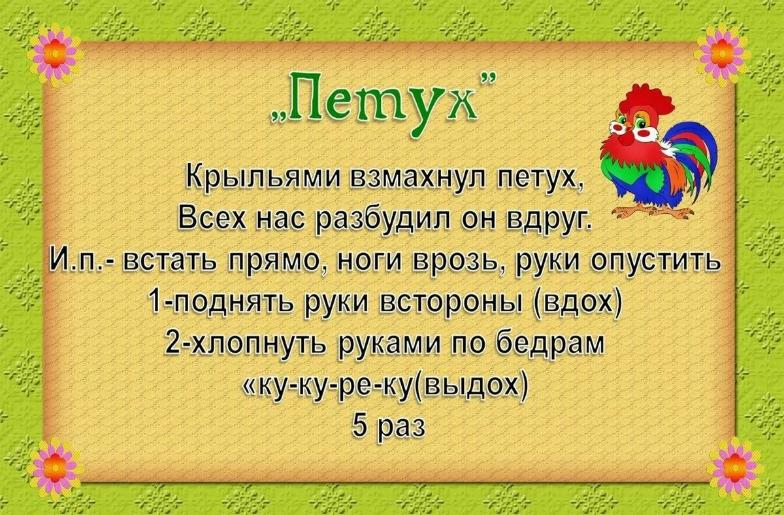 „Петух”
Крыльями взмахнул петух,
Всех нас разбудил он вдруг.
И.п.- встать прямо, ноги врозь, руки опустить
1-поднять руки встороны (вдох)
2-хлопнуть руками по бедрам
«ку-ку-ре-ку(выдох)
5 раз